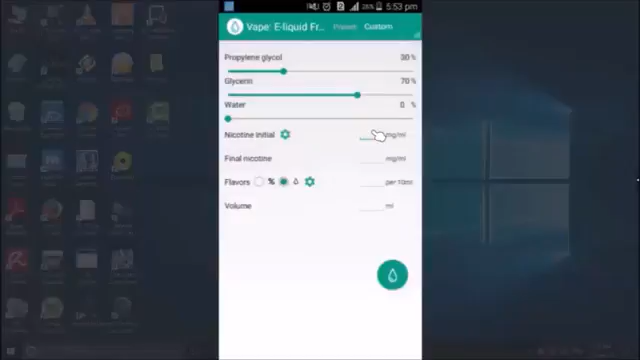 26% 5:53 pm
Vape: E-liquid Fr... Custom
Propylene glycol 30 %
Glycerin 70 %
Water 0 %
Nicotine initial mg/ml
Final nicotine mg/ml
Flavors % per 10ml
Volume ml